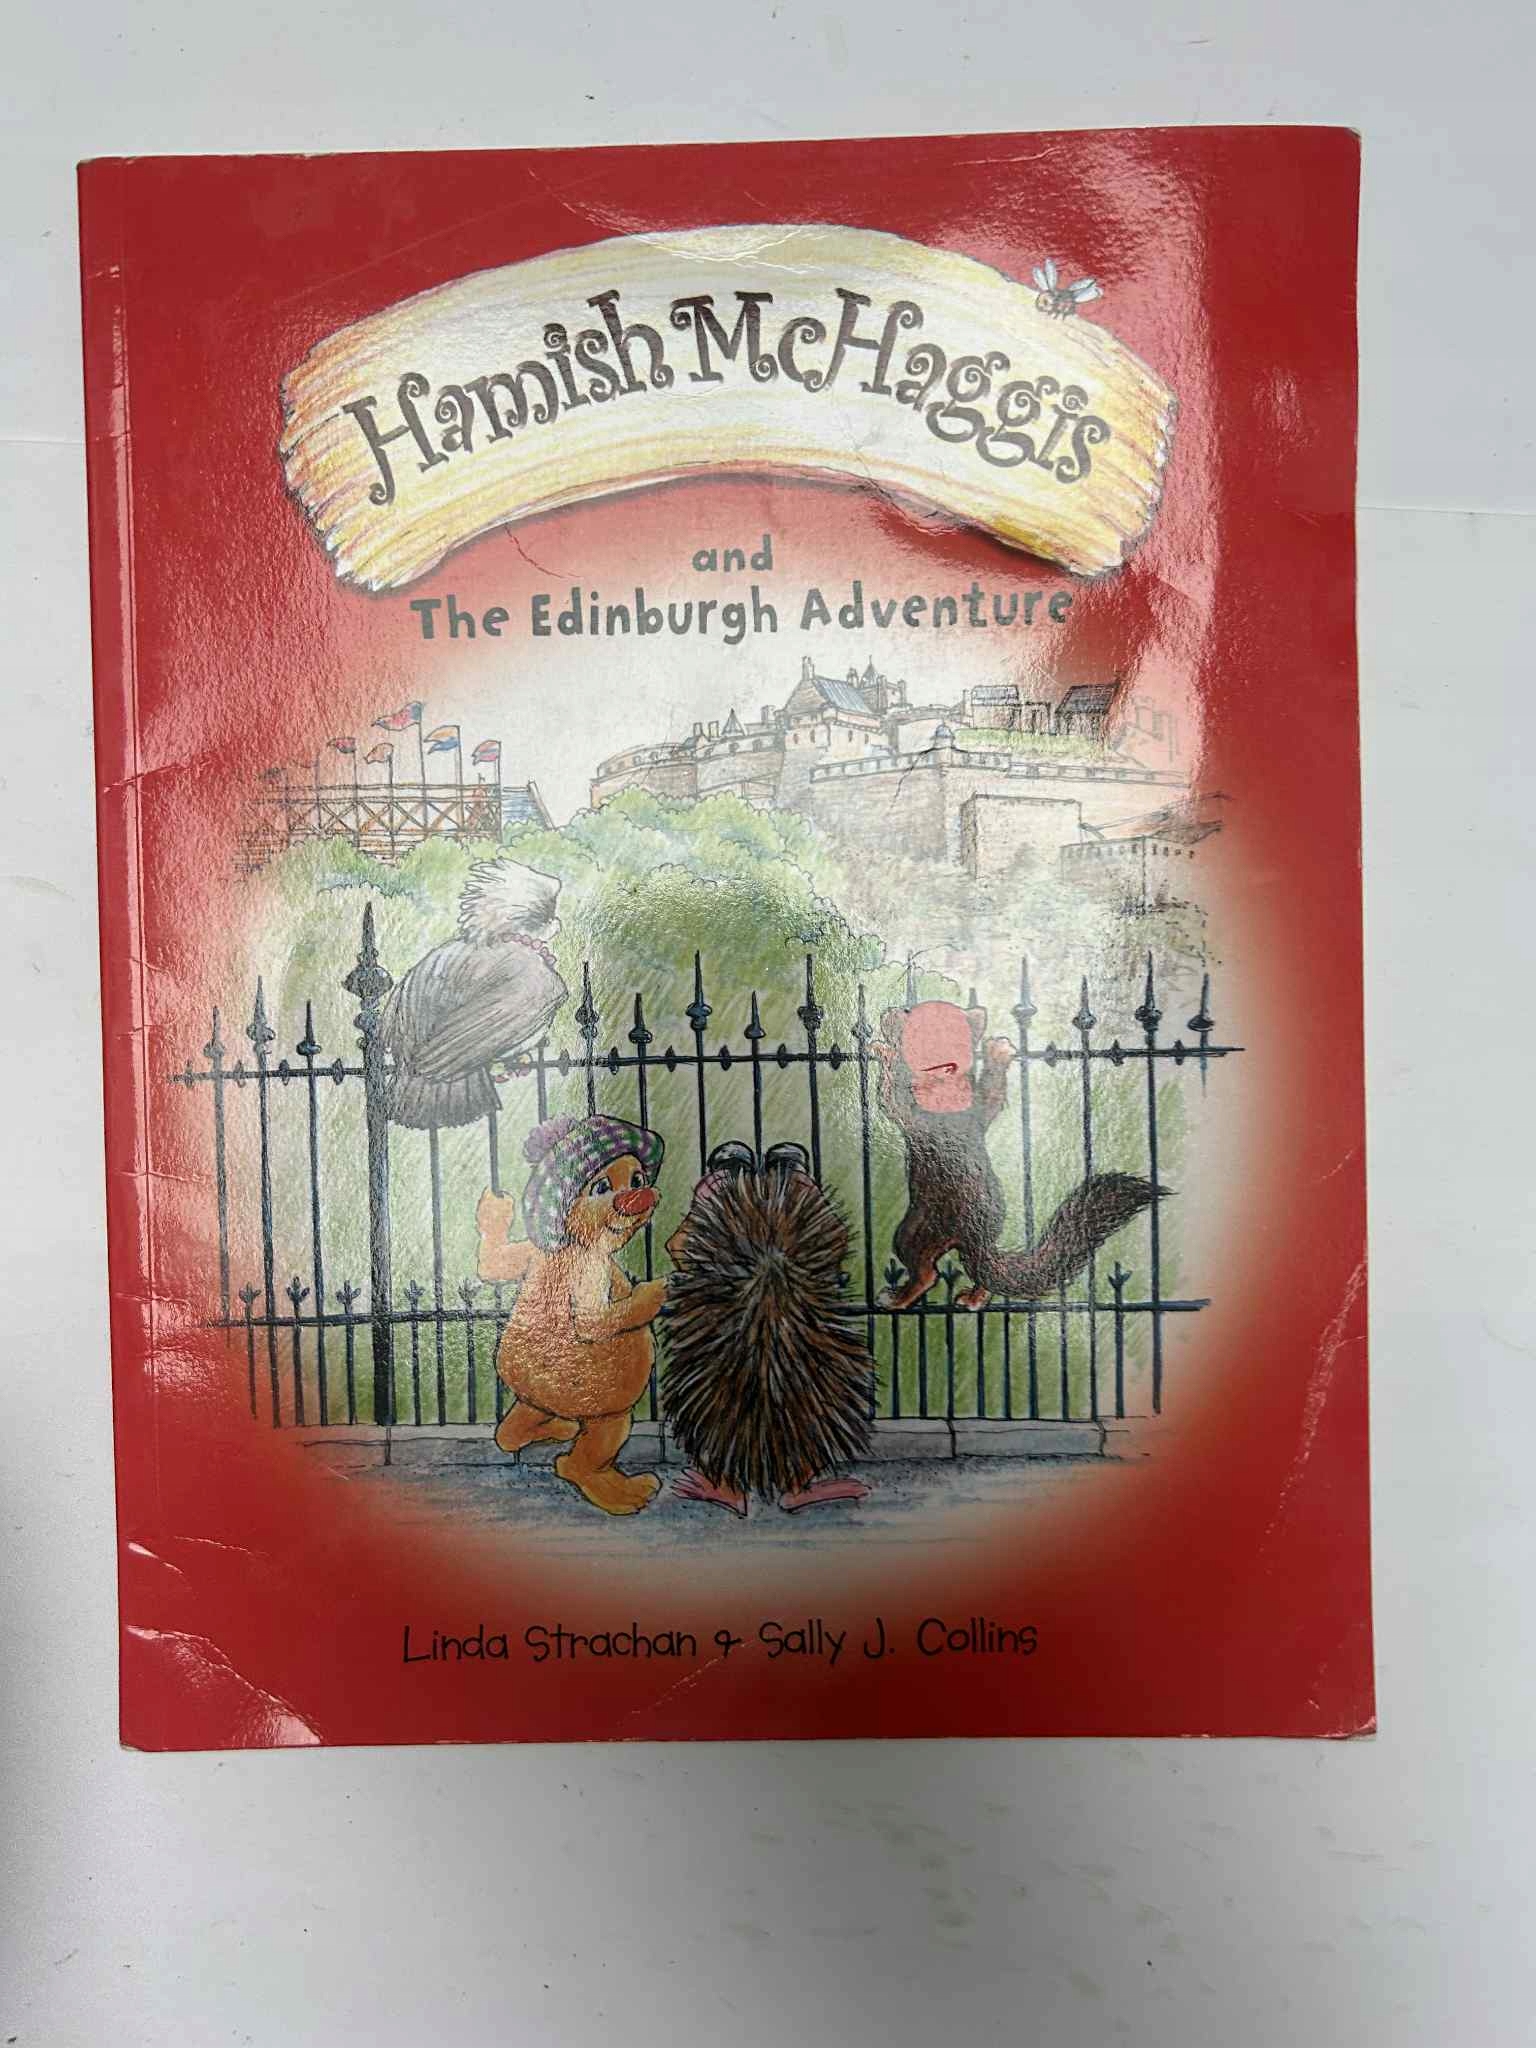 Hamish McHaggis
and
The Edinburgh Adventure
Linda Strachan & Sally J. Collins